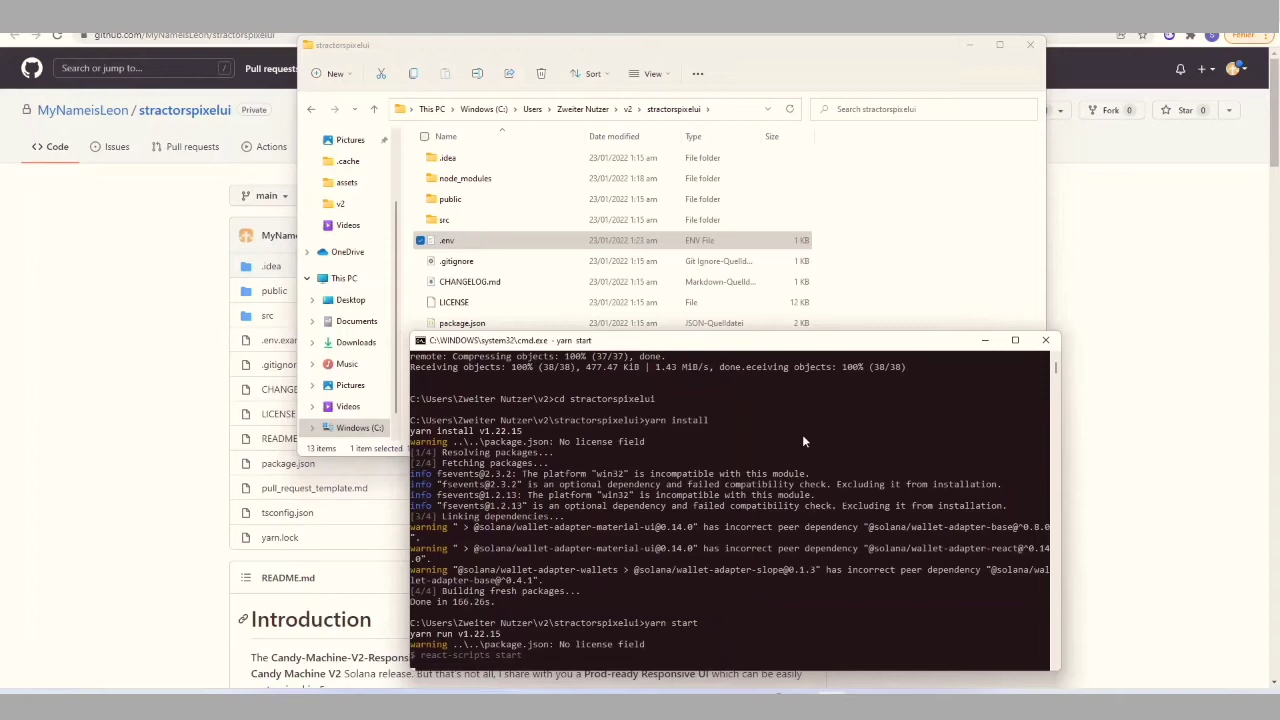 github.com/MyNameisLeon/stractorspixelui
Fehler
stractorspixelui
Search or jump to...
/
Pull requests
New
Sort
View
MyNameisLeon / stractorspixelui
Private
This PC
Windows (C:)
Users
Zweiter Nutzer
v2
stractorspixelui
Search stractorspixelui
Fork 0
Star 0
Code
Issues
Pull requests
Actions
Pictures
.cache
assets
v2
Videos
OneDrive
This PC
Desktop
Documents
Downloads
Music
Pictures
Videos
Windows (C:)
13 items
1 item selected
Name
Date modified
Type
Size
.idea
23/01/2022 1:15 am
File folder
node_modules
23/01/2022 1:18 am
File folder
public
23/01/2022 1:15 am
File folder
src
23/01/2022 1:15 am
File folder
.env
23/01/2022 1:23 am
ENV File
1 KB
.gitignore
23/01/2022 1:15 am
Git Ignore-Quelld...
1 KB
CHANGELOG.md
23/01/2022 1:15 am
Markdown-Quelld...
1 KB
LICENSE
23/01/2022 1:15 am
File
12 KB
package.json
23/01/2022 1:15 am
JSON-Quelldatei
2 KB
main
MyName
.idea
public
src
.env.exam
.gitignore
CHANG
LICENSE
README
package.json
pull_request_template.md
tsconfig.json
yarn.lock
README.md
Introduction
The Candy-Machine-V2-Respons
Candy Machine V2 Solana release. But that's not all, I share with you a Prod-ready Responsive UI which can be easily
C:\WINDOWS\system32\cmd.exe - yarn start
remote: Compressing objects: 100% (37/37), done.
Receiving objects: 100% (38/38), 477.47 KiB | 1.43 MiB/s, done.eceiving objects: 100% (38/38)
C:\Users\Zweiter Nutzer\v2>cd stractorspixelui
C:\Users\Zweiter Nutzer\v2\stractorspixelui>yarn install
yarn install v1.22.15
warning ..\..\package.json: No license field
[1/4] Resolving packages...
[2/4] Fetching packages...
info fsevents@2.3.2: The platform "win32" is incompatible with this module.
info "fsevents@2.3.2" is an optional dependency and failed compatibility check. Excluding it from installation.
info fsevents@1.2.13: The platform "win32" is incompatible with this module.
info "fsevents@1.2.13" is an optional dependency and failed compatibility check. Excluding it from installation.
[3/4] Linking dependencies...
warning " > @solana/wallet-adapter-material-ui@0.14.0" has incorrect peer dependency "@solana/wallet-adapter-base@^0.8.0
".
warning " > @solana/wallet-adapter-material-ui@0.14.0" has incorrect peer dependency "@solana/wallet-adapter-react@^0.14
.0".
warning "@solana/wallet-adapter-wallets > @solana/wallet-adapter-slope@0.1.3" has incorrect peer dependency "@solana/wal
let-adapter-base@^0.4.1".
[4/4] Building fresh packages...
Done in 166.26s.
C:\Users\Zweiter Nutzer\v2\stractorspixelui>yarn start
yarn run v1.22.15
warning ..\..\package.json: No license field
$ react-scripts start